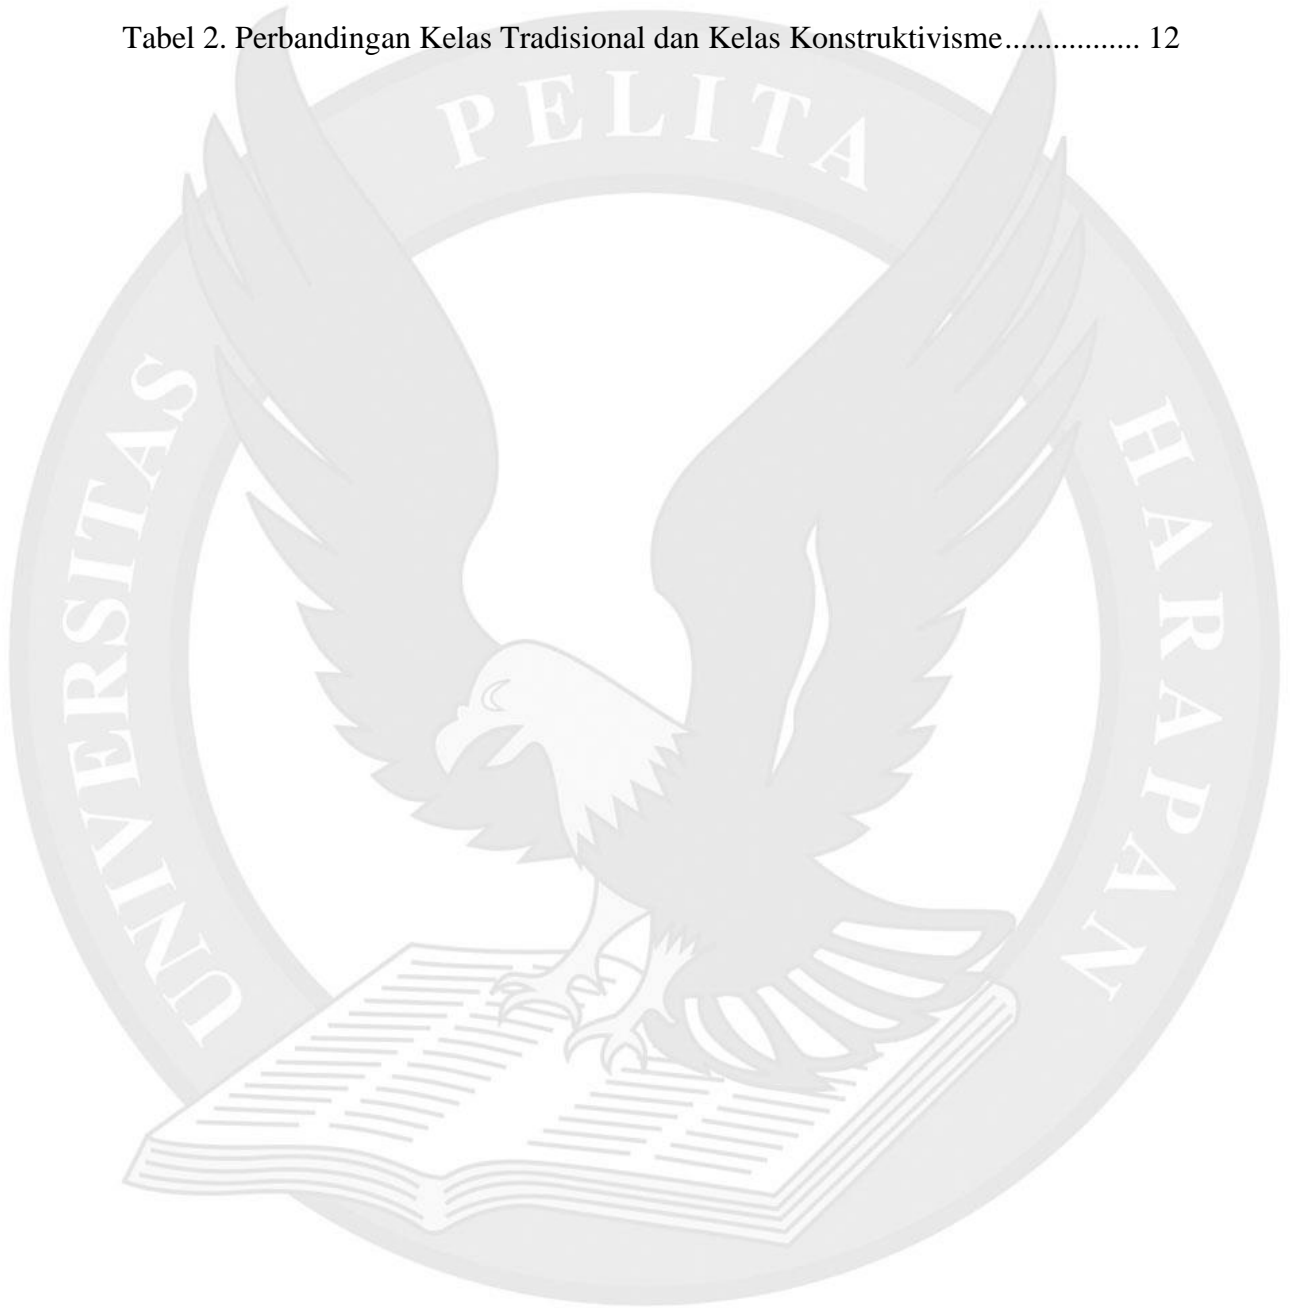 Tabel 2. Perbandingan Kelas Tradisional dan Kelas Konstruktivisme................. 12
UNIVERSITAS PELITA HARAPAN